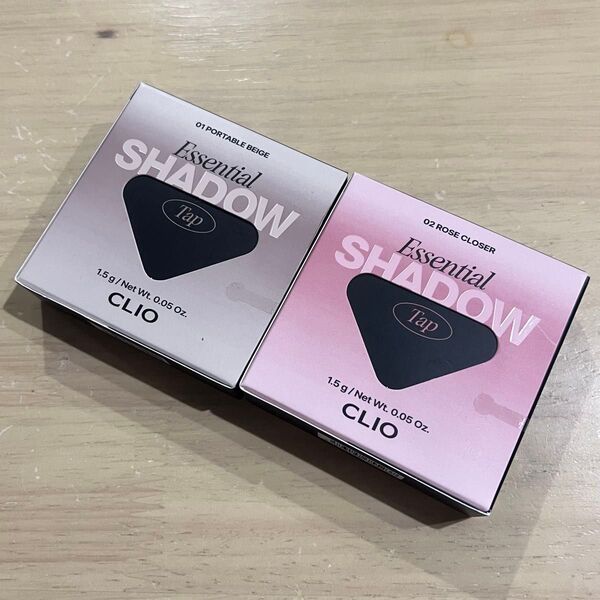 01 PORTABLE BEIGE
Essential
SHADOW
Tap
1.5 g / Net Wt. 0.05 Oz.
CLIO
02 ROSE CLOSER
Essential
SHADOW
Tap
1.5 g / Net Wt. 0.05 Oz.
CLIO